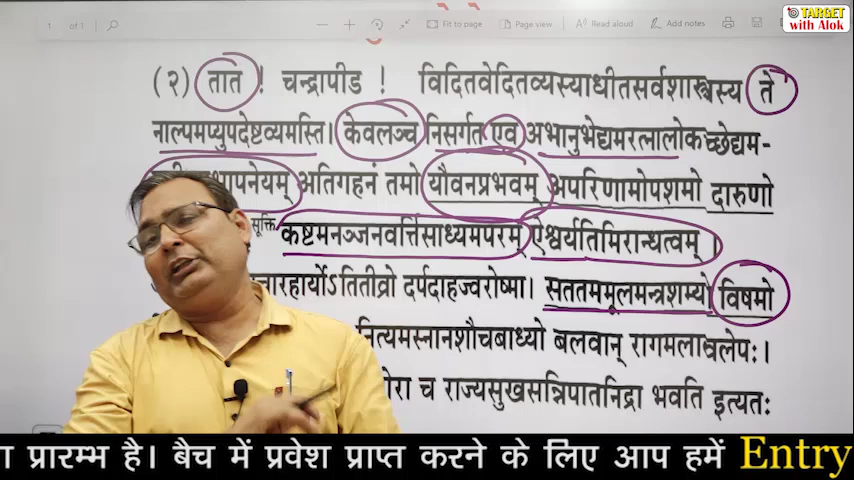 1 of 1 Fit to page Page view Read aloud Add notes
TARGET
with Alok
(२) तात ! चन्द्रापीड ! विदितवेदितव्यस्याधीतसर्वशास्त्रस्य ते
नाल्पमप्युपदेष्टव्यमस्ति। केवलञ्च निसर्गत एव अभानुभेद्यमरत्नालोकच्छेद्यम-
अतिगहनं तमो यौवनप्रभवम् अपरिणामोपशमो दारुणो
सूक्ति कष्टमनञ्जनवर्त्तिसाध्यमपरम् ऐश्वर्यतिमिरान्धत्वम् ।
दर्पदाहज्वरोष्मा। सततममूलमन्त्रशम्यो विषमो
नित्यमस्नानशौचबाध्यो बलवान् रागमलावलेपः।
च राज्यसुखसन्निपातनिद्रा भवति इत्यतः
प्रारम्भ है। बैच में प्रवेश प्राप्त करने के लिए आप हमें Entry